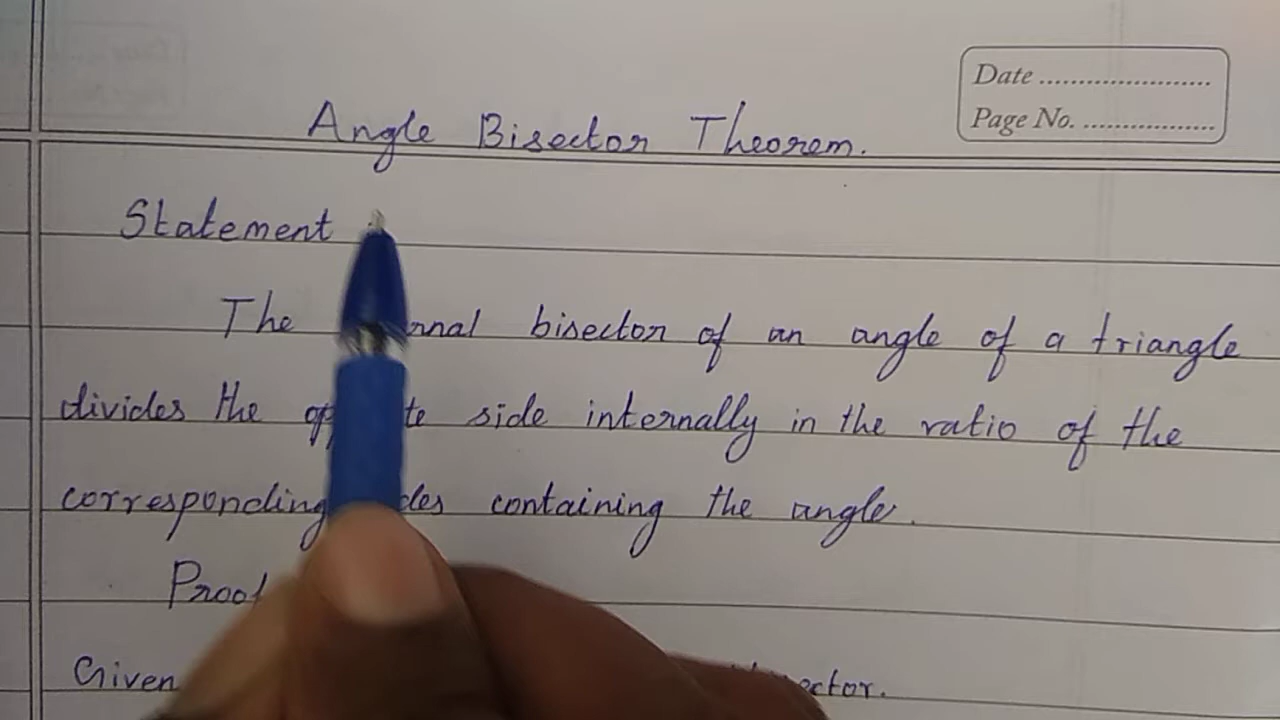 Date ......................
Page No. ..................
Angle Bisector Theorem.
Statement
The bisector of an angle of a triangle
divides the side internally in the ratio of the
corresponding containing the angle.
Given